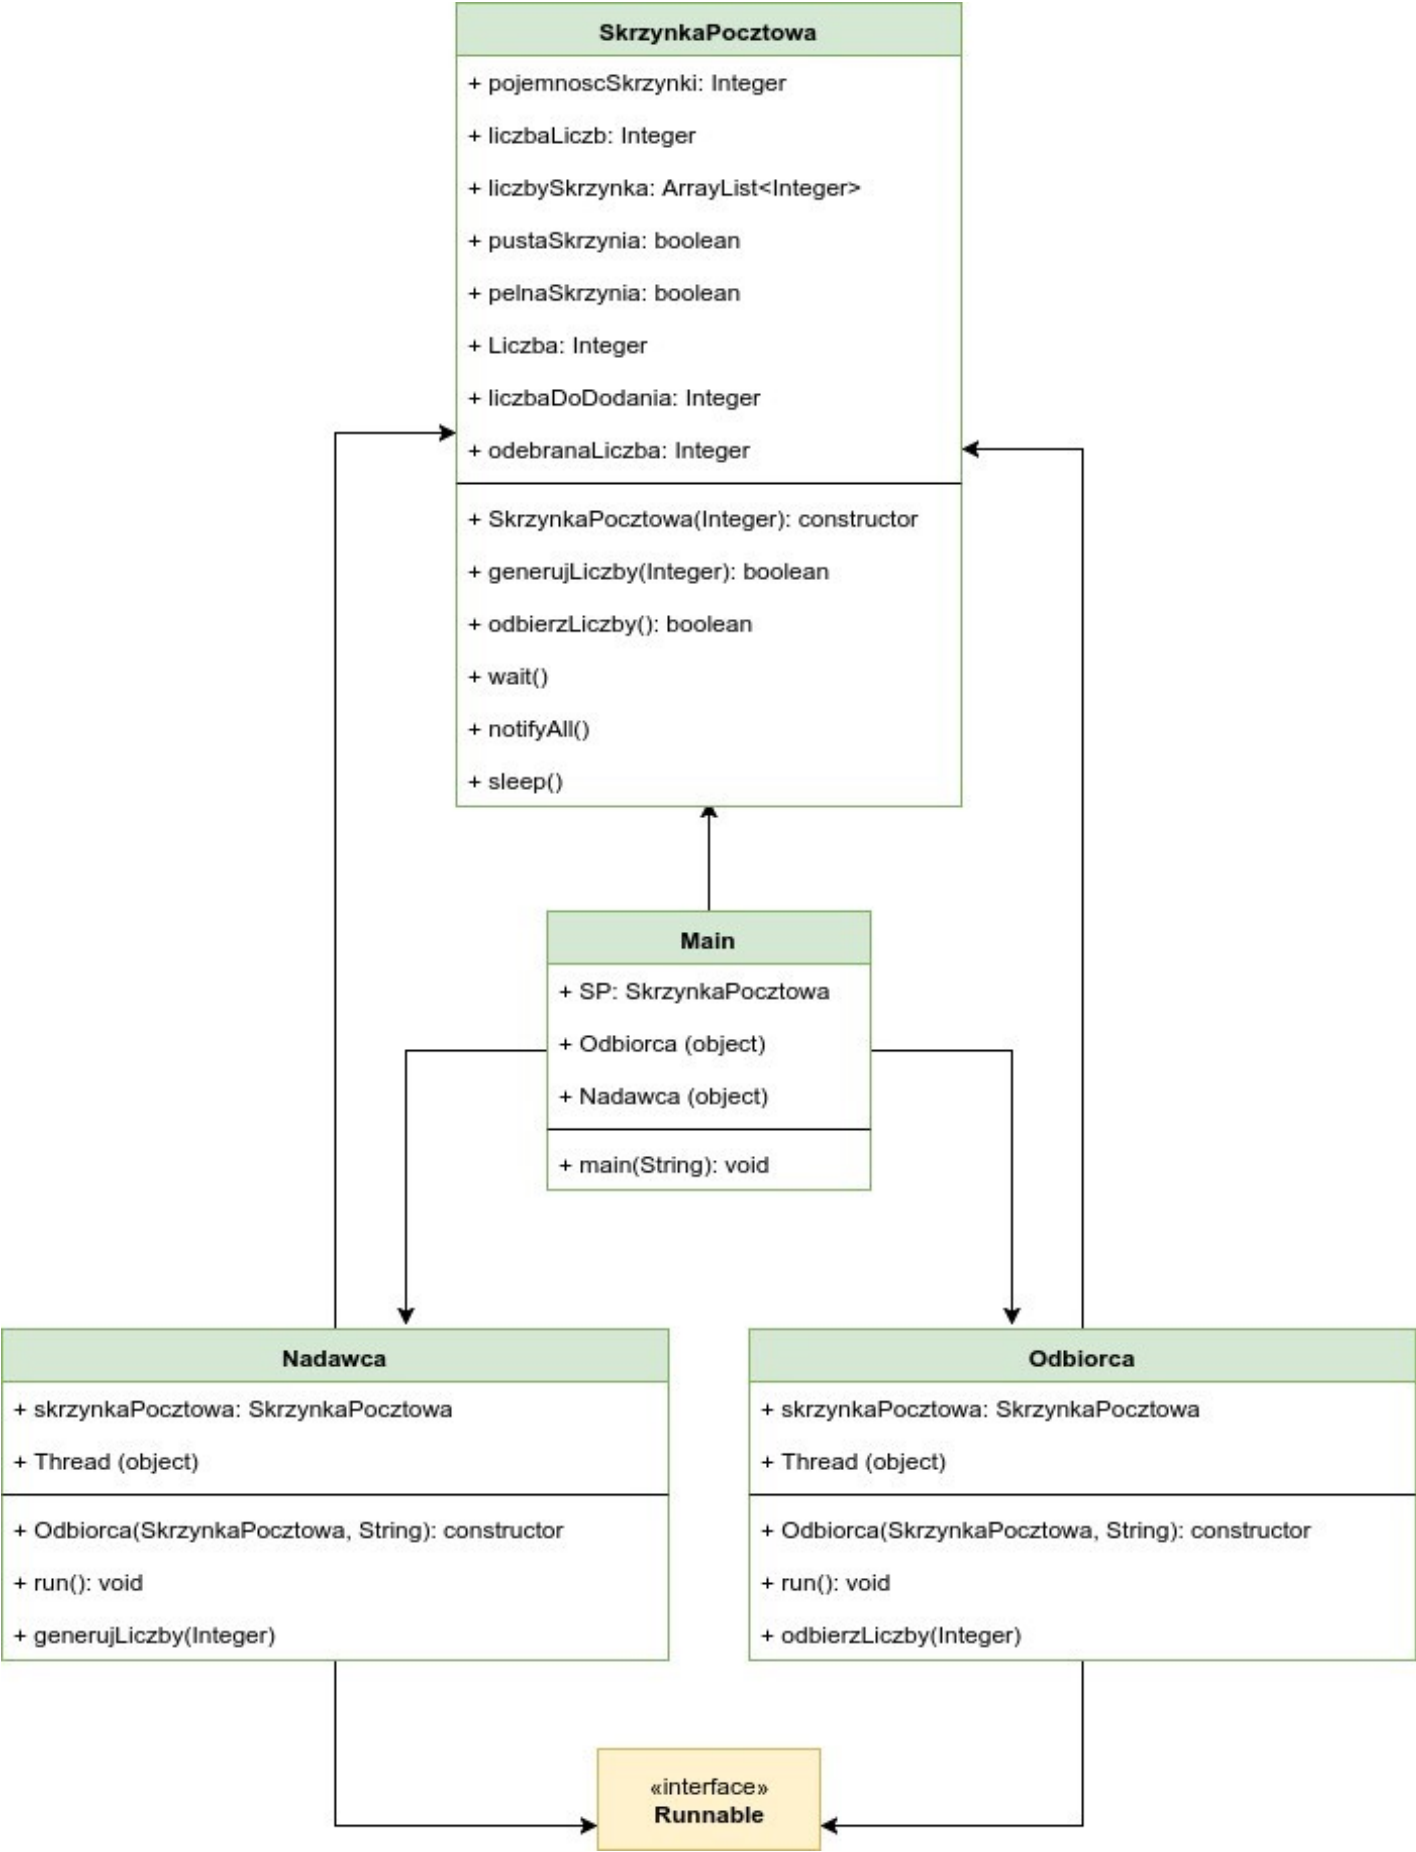 SkrzynkaPocztowa
+ pojemnoscSkrzynki: Integer
+ liczbaLiczb: Integer
+ liczbySkrzynka: ArrayList<Integer>
+ pustaSkrzynia: boolean
+ pelnaSkrzynia: boolean
+ Liczba: Integer
+ liczbaDoDodania: Integer
+ odebranaLiczba: Integer
+ SkrzynkaPocztowa(Integer): constructor
+ generujLiczby(Integer): boolean
+ odbierzLiczby(): boolean
+ wait()
+ notifyAll()
+ sleep()
Main
+ SP: SkrzynkaPocztowa
+ Odbiorca (object)
+ Nadawca (object)
+ main(String): void
Nadawca
+ skrzynkaPocztowa: SkrzynkaPocztowa
+ Thread (object)
+ Odbiorca(SkrzynkaPocztowa, String): constructor
+ run(): void
+ generujLiczby(Integer)
Odbiorca
+ skrzynkaPocztowa: SkrzynkaPocztowa
+ Thread (object)
+ Odbiorca(SkrzynkaPocztowa, String): constructor
+ run(): void
+ odbierzLiczby(Integer)
«interface»
Runnable